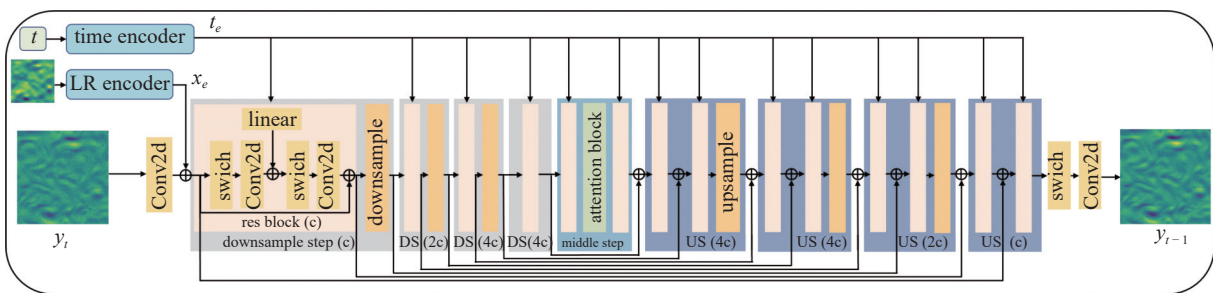 t
time encoder
t_e
LR encoder
x_e
linear
Conv2d
swich
Conv2d
swich
Conv2d
res block (c)
downsample
downsample step (c)
DS (2c)
DS (4c)
DS(4c)
attention block
middle step
upsample
US (4c)
US (4c)
US (2c)
US (c)
swich
Conv2d
y_t
y_{t-1}